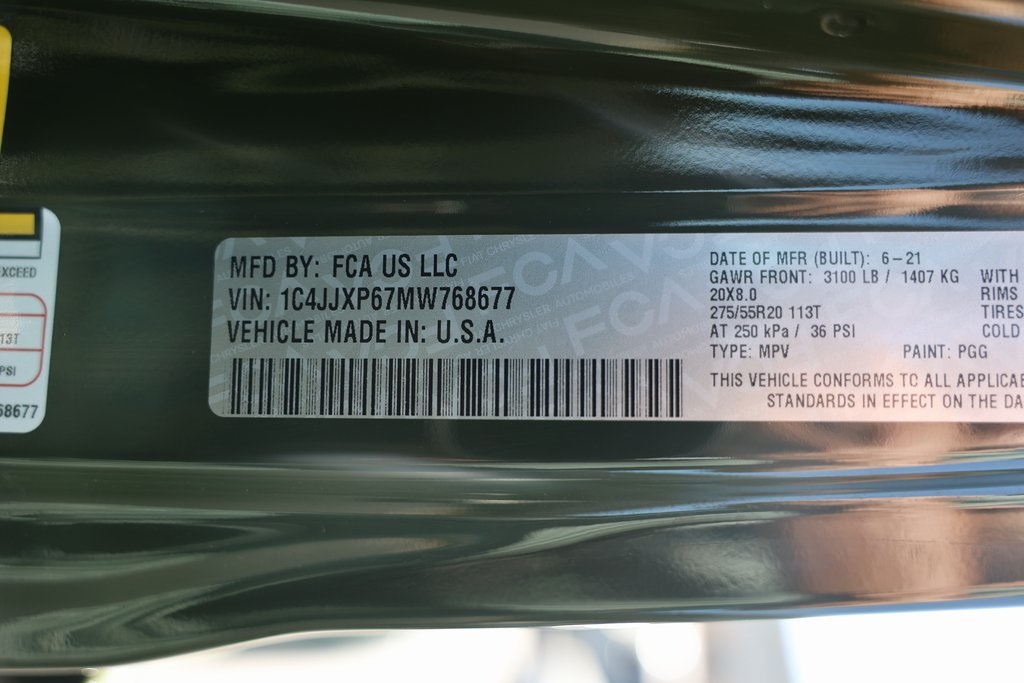 EXCEED
13T
PSI
68677
MFD BY: FCA US LLC
VIN: 1C4JJXP67MW768677
VEHICLE MADE IN: U.S.A.
DATE OF MFR (BUILT): 6-21
GAWR FRONT: 3100 LB / 1407 KG WITH
20X8.0 RIMS
275/55R20 113T TIRES
AT 250 kPa / 36 PSI COLD
TYPE: MPV PAINT: PGG
THIS VEHICLE CONFORMS TO ALL APPLICAB
STANDARDS IN EFFECT ON THE DA